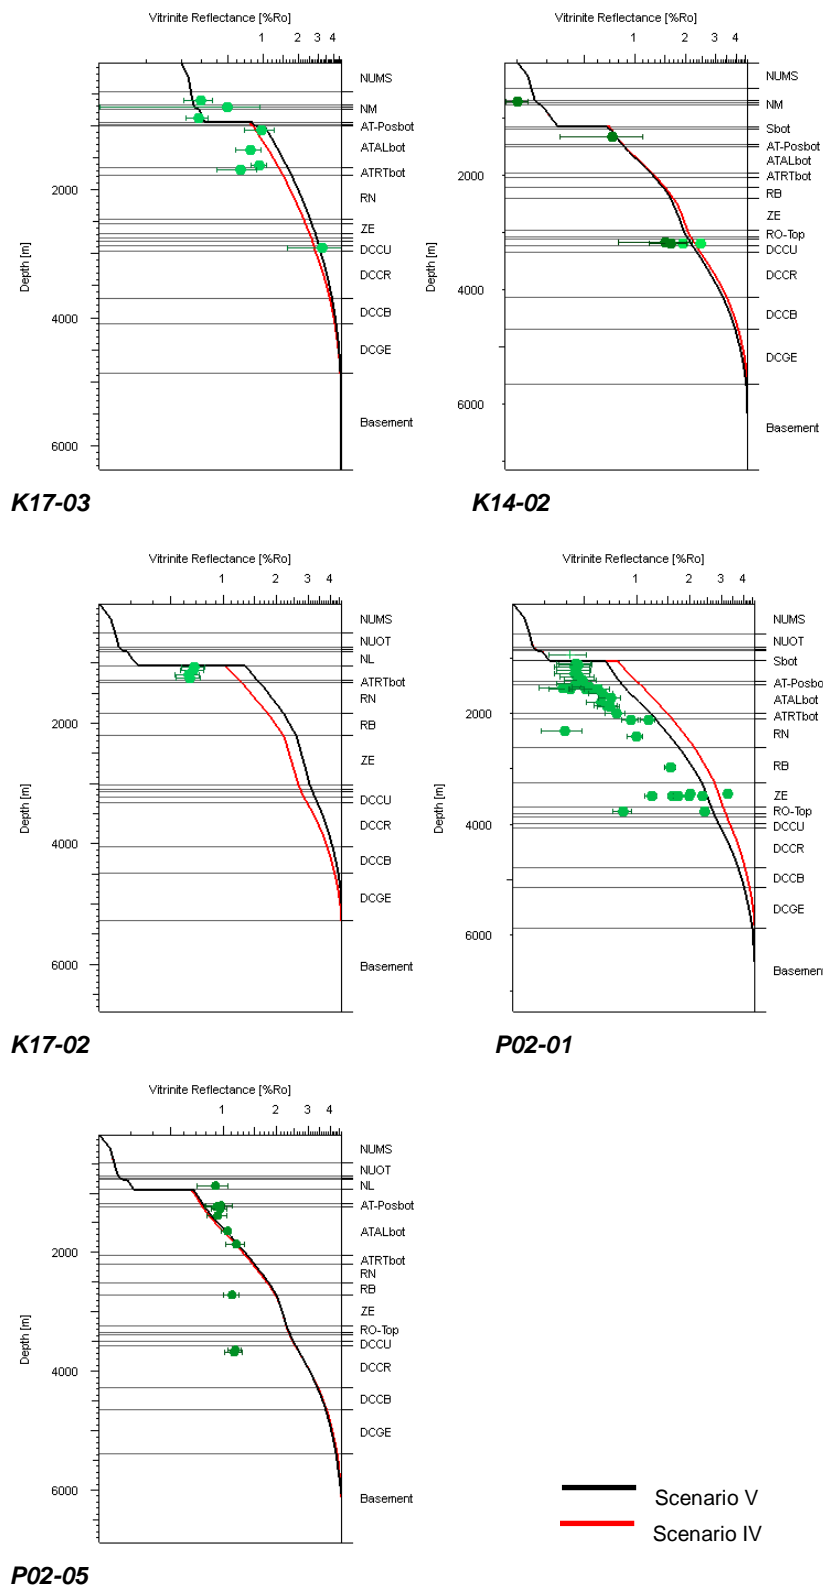 Vitrinite Reflectance [%Ro]
1 2 3 4
Depth [m]
2000
4000
6000
NUMS
NM
AT-Posbot
ATALbot
ATRTbot
RN
ZE
DCCU
DCCR
DCCB
DCGE
Basement
K17-03
Vitrinite Reflectance [%Ro]
1 2 3 4
Depth [m]
2000
4000
6000
NUMS
NM
Sbot
AT-Posbot
ATALbot
ATRTbot
RB
ZE
RO-Top
DCCU
DCCR
DCCB
DCGE
Basement
K14-02
Vitrinite Reflectance [%Ro]
1 2 3 4
Depth [m]
2000
4000
6000
NUMS
NUOT
NL
ATRTbot
RN
RB
ZE
DCCU
DCCR
DCCB
DCGE
Basement
K17-02
Vitrinite Reflectance [%Ro]
1 2 3 4
Depth [m]
2000
4000
6000
NUMS
NUOT
Sbot
AT-Posbo
ATALbot
ATRTbot
RN
RB
ZE
RO-Top
DCCU
DCCR
DCCB
DCGE
Basement
P02-01
Vitrinite Reflectance [%Ro]
1 2 3 4
Depth [m]
2000
4000
6000
NUMS
NUOT
NL
AT-Posbot
ATALbot
ATRTbot
RN
RB
ZE
RO-Top
DCCU
DCCR
DCCB
DCGE
Basement
P02-05
Scenario V
Scenario IV